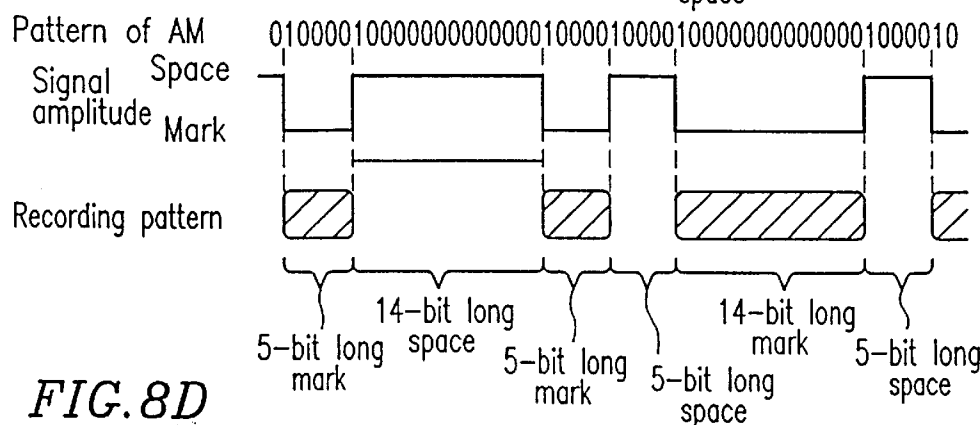 space
Pattern of AM 010000100000000000001000010000100000000000001000010
Signal amplitude
Space
Mark
Recording pattern
5-bit long mark
14-bit long space
5-bit long mark
5-bit long space
14-bit long mark
5-bit long space
FIG.8D